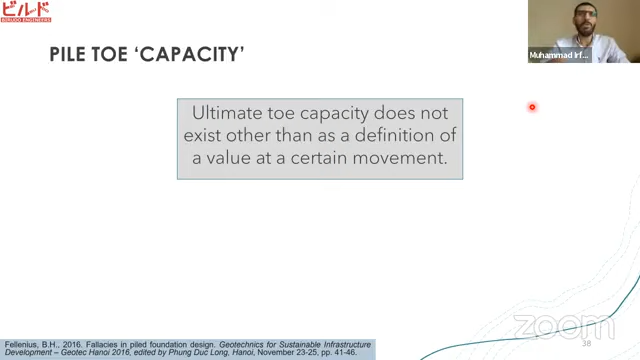 ビルド
BIRUDO ENGINEERS
Muhammad Irf...
PILE TOE ‘CAPACITY’
Ultimate toe capacity does not
exist other than as a definition of
a value at a certain movement.
zoom
38
Fellenius, B.H., 2016. Fallacies in piled foundation design. Geotechnics for Sustainable Infrastructure
Development – Geotec Hanoi 2016, edited by Phung Duc Long, Hanoi, November 23-25, pp. 41-46.